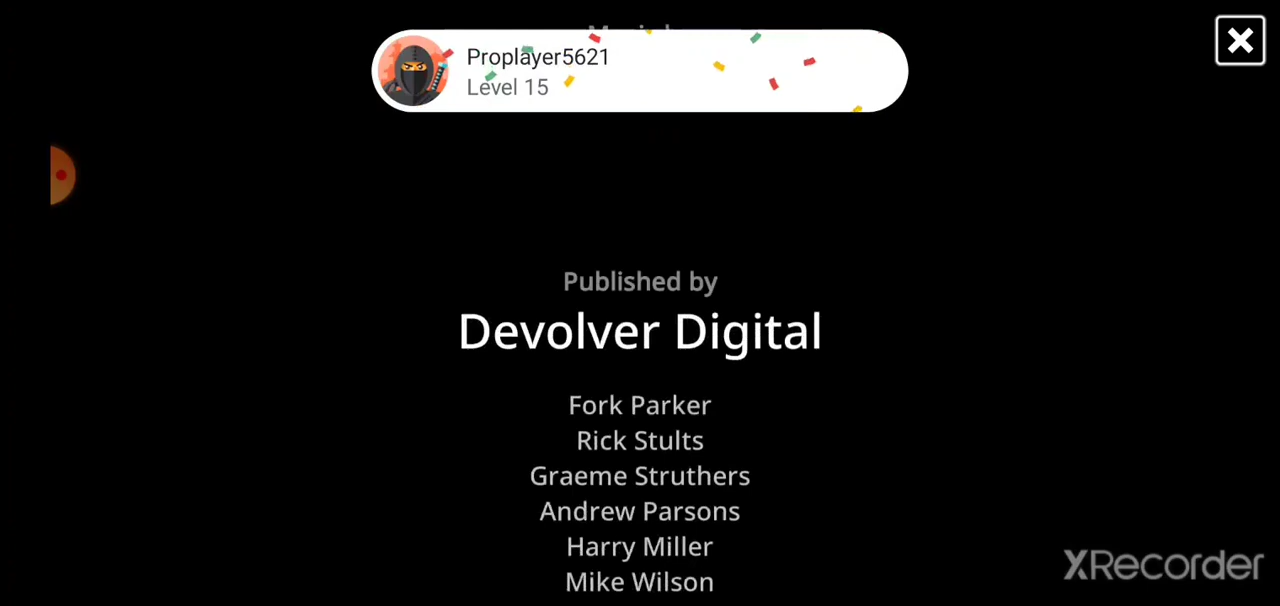 Proplayer5621
Level 15
Published by
Devolver Digital
Fork Parker
Rick Stults
Graeme Struthers
Andrew Parsons
Harry Miller
Mike Wilson
XRecorder